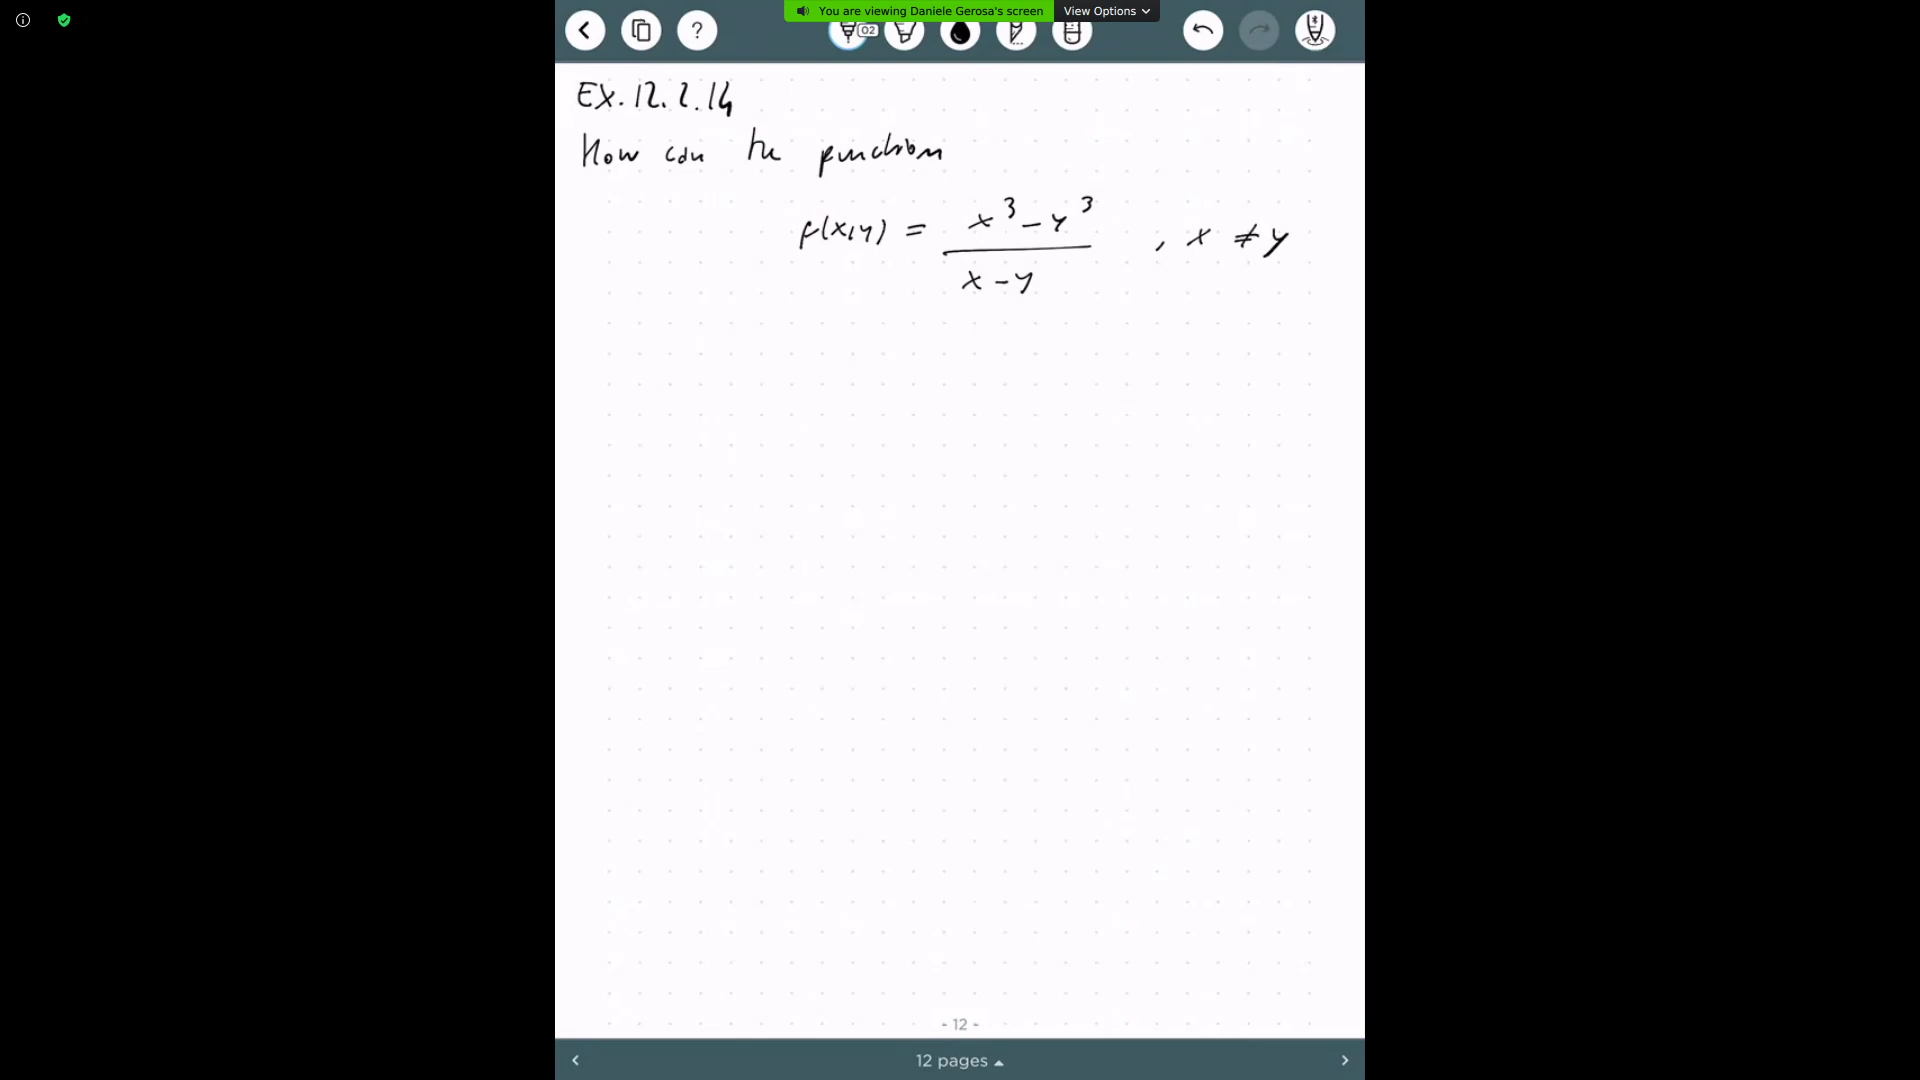 You are viewing Daniele Gerosa's screen View Options
02
Ex. 12.2.14
How can the function
f(x,y) = x³-y³ / x-y , x ≠ y
- 12 -
12 pages